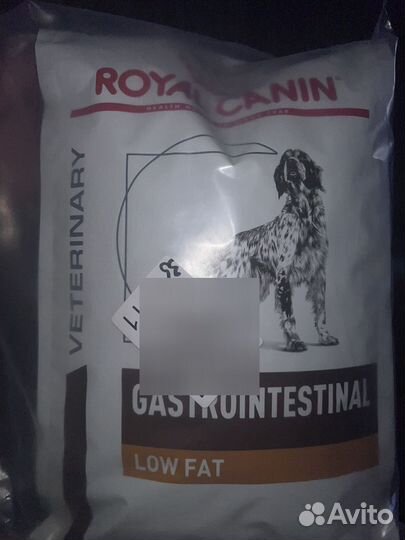 ROYAL CANIN
VETERINARY
GASTROINTESTINAL
LOW FAT
Avito